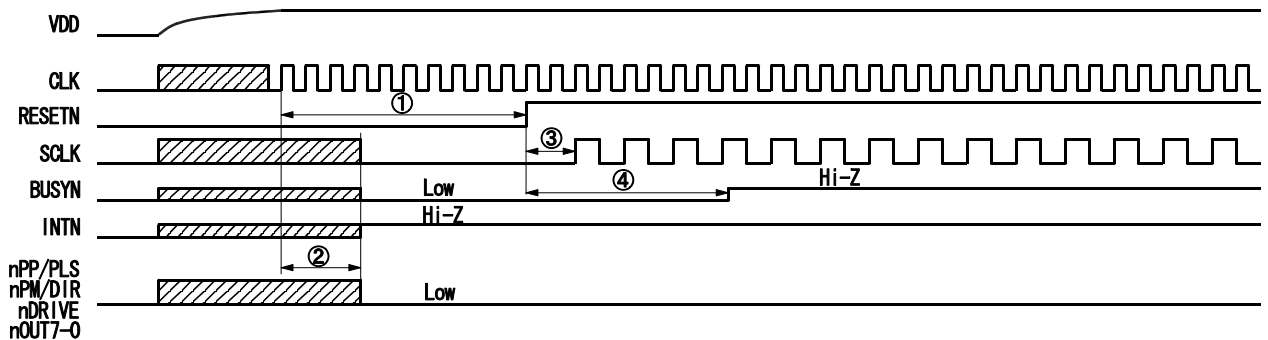 VDD
CLK
①
RESETN
③
SCLK
④
Hi-Z
BUSYN
Low
Hi-Z
INTN
②
nPP/PLS
nPM/DIR
Low
nDRIVE
nOUT7-0